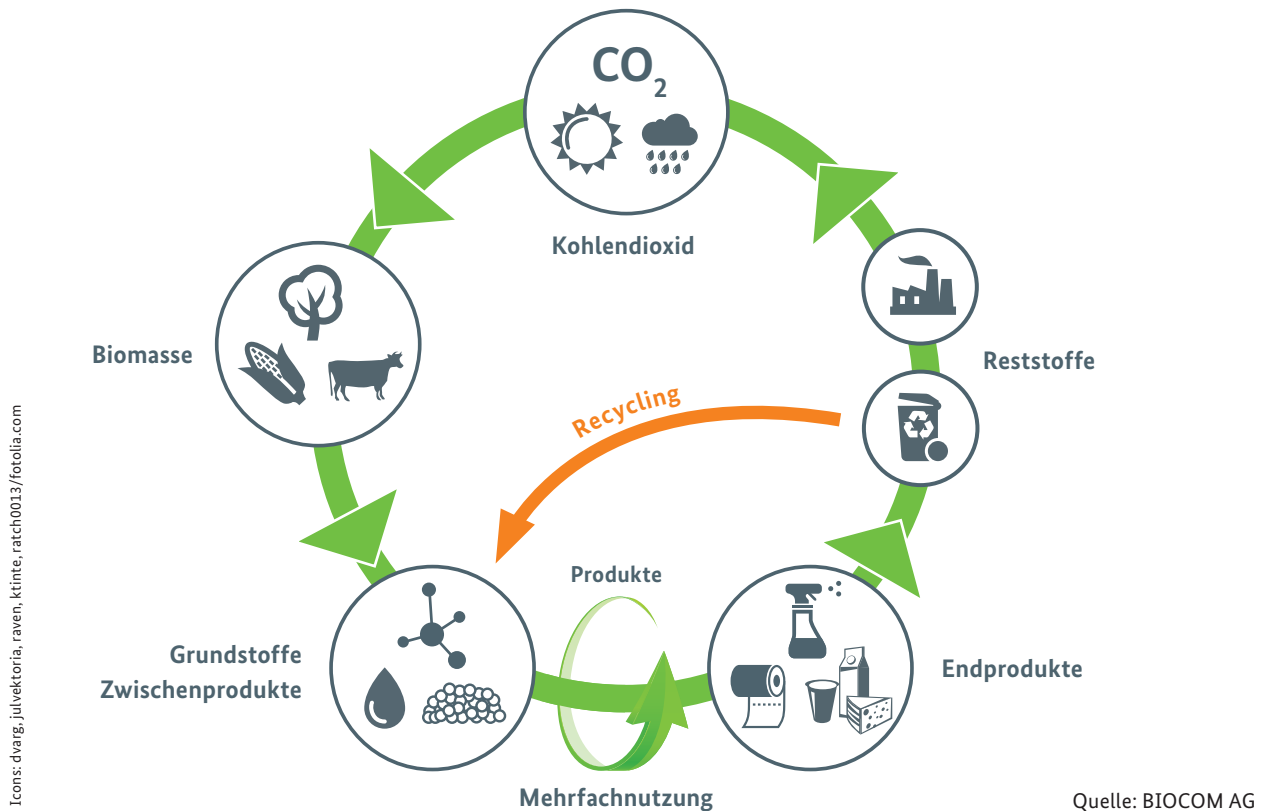 CO₂
Kohlendioxid
Biomasse
Reststoffe
Recycling
Produkte
Grundstoffe
Zwischenprodukte
Endprodukte
Mehrfachnutzung
Icons: dvarg, julvektoria, raven, ktinte, ratch0013/fotolia.com
Quelle: BIOCOM AG